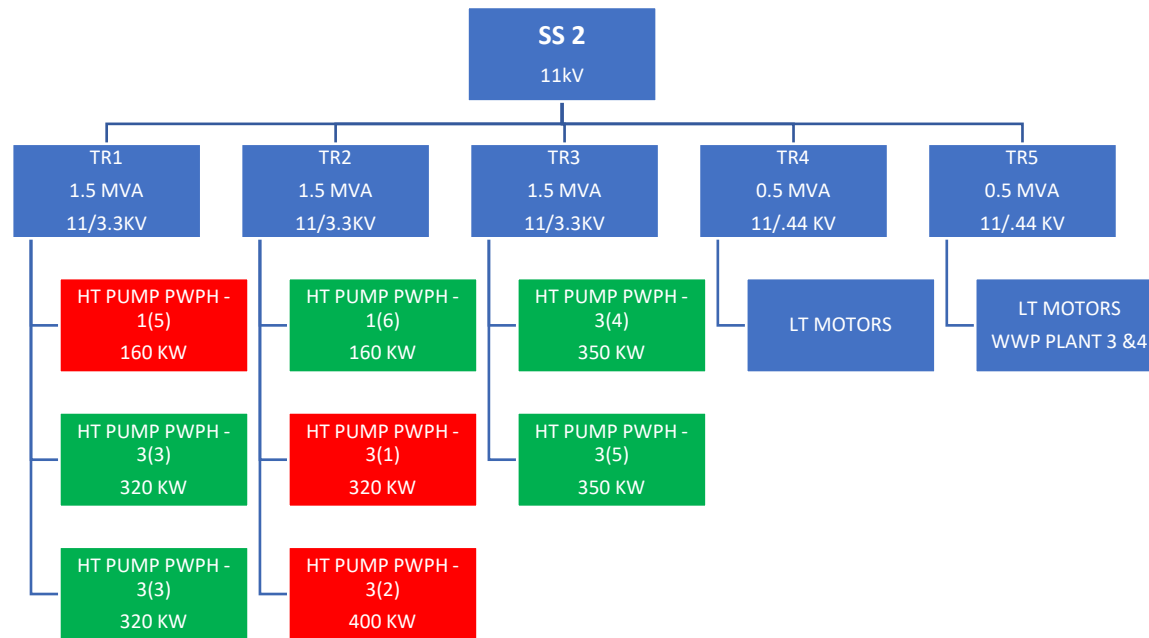 SS 2
11kV
TR1
1.5 MVA
11/3.3KV
TR2
1.5 MVA
11/3.3KV
TR3
1.5 MVA
11/3.3KV
TR4
0.5 MVA
11/.44 KV
TR5
0.5 MVA
11/.44 KV
HT PUMP PWPH -
1(5)
160 KW
HT PUMP PWPH -
3(3)
320 KW
HT PUMP PWPH -
3(3)
320 KW
HT PUMP PWPH -
1(6)
160 KW
HT PUMP PWPH -
3(1)
320 KW
HT PUMP PWPH -
3(2)
400 KW
HT PUMP PWPH -
3(4)
350 KW
HT PUMP PWPH -
3(5)
350 KW
LT MOTORS
LT MOTORS
WWP PLANT 3 &4